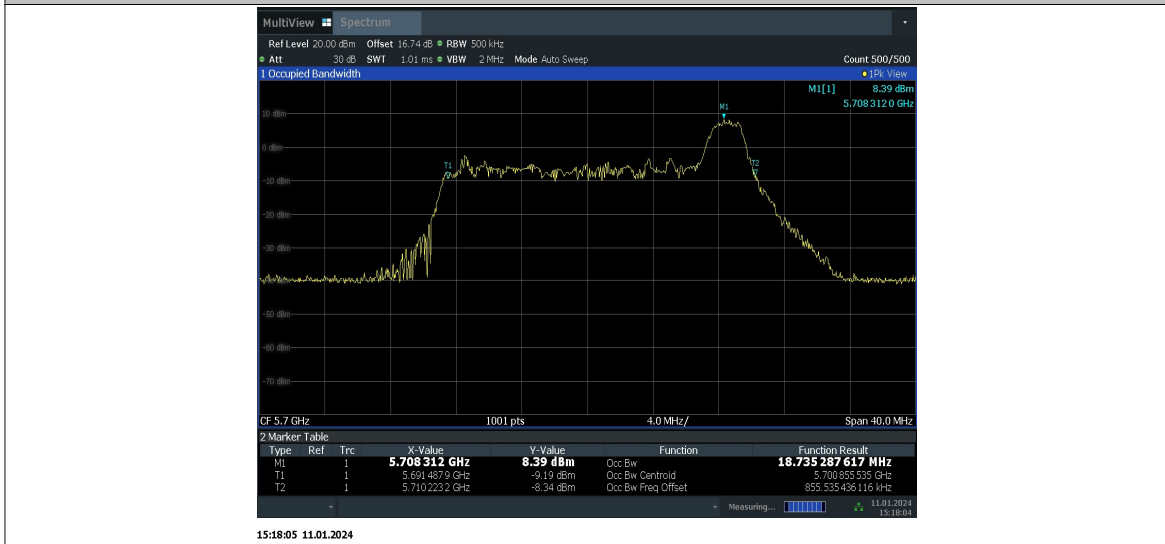 MultiView Spectrum
Ref Level 20.00 dBm Offset 16.74 dB RBW 500 kHz
Att 30 dB SWT 1.01 ms VBW 2 MHz Mode Auto Sweep Count 500/500
1 Occupied Bandwidth 1Pk View
M1[1] 8.39 dBm
5.708 312 0 GHz
M1
10 dBm
0 dBm
T1 T2
-10 dBm
-20 dBm
-30 dBm
-50 dBm
-60 dBm
-70 dBm
CF 5.7 GHz 1001 pts 4.0 MHz/ Span 40.0 MHz
2 Marker Table
Type Ref Trc X-Value Y-Value Function Function Result
M1 1 5.708 312 GHz 8.39 dBm Occ Bw 18.735 287 617 MHz
T1 1 5.691 487 9 GHz -9.19 dBm Occ Bw Centroid 5.700 855 535 GHz
T2 1 5.710 223 2 GHz -8.34 dBm Occ Bw Freq Offset 855.535 436 116 kHz
Measuring... 11.01.2024
15:18:04
15:18:05 11.01.2024